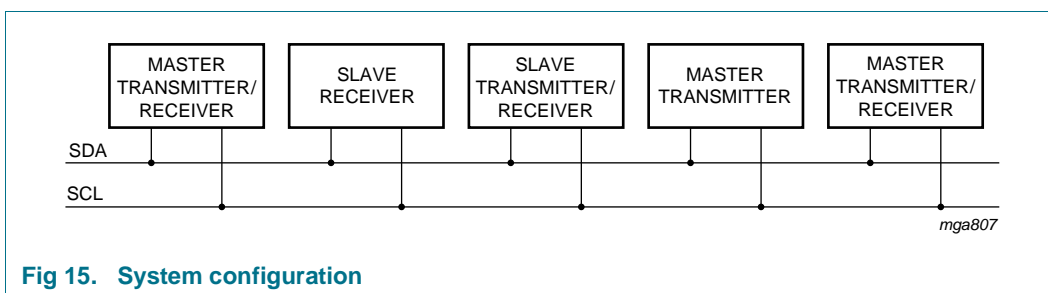 MASTER
TRANSMITTER/
RECEIVER
SLAVE
RECEIVER
SLAVE
TRANSMITTER/
RECEIVER
MASTER
TRANSMITTER
MASTER
TRANSMITTER/
RECEIVER
SDA
SCL
mga807
Fig 15. System configuration